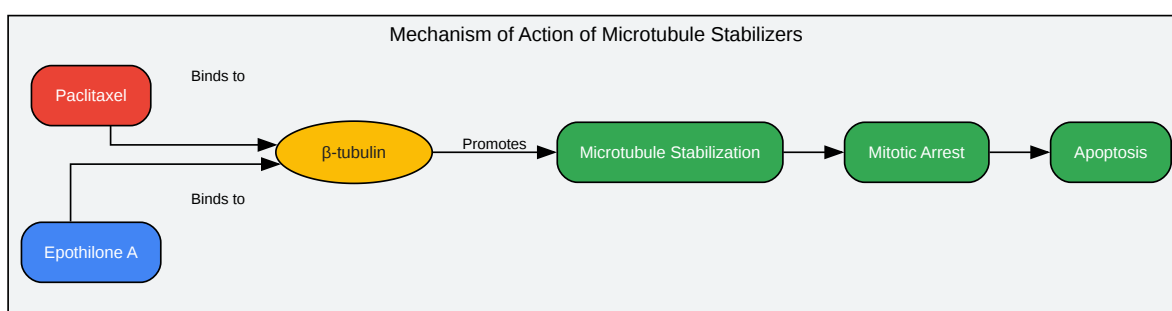 Mechanism of Action of Microtubule Stabilizers
Binds to
Paclitaxel
β-tubulin
Promotes
Microtubule Stabilization
Mitotic Arrest
Apoptosis
Binds to
Epothilone A